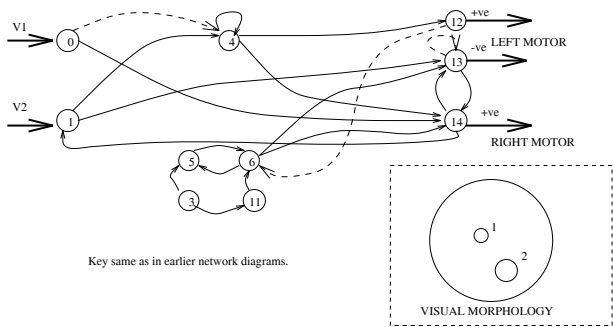 V1
0
4
12
+ve
LEFT MOTOR
-ve
13
V2
1
14
+ve
RIGHT MOTOR
5
6
3
11
1
2
Key same as in earlier network diagrams.
VISUAL MORPHOLOGY